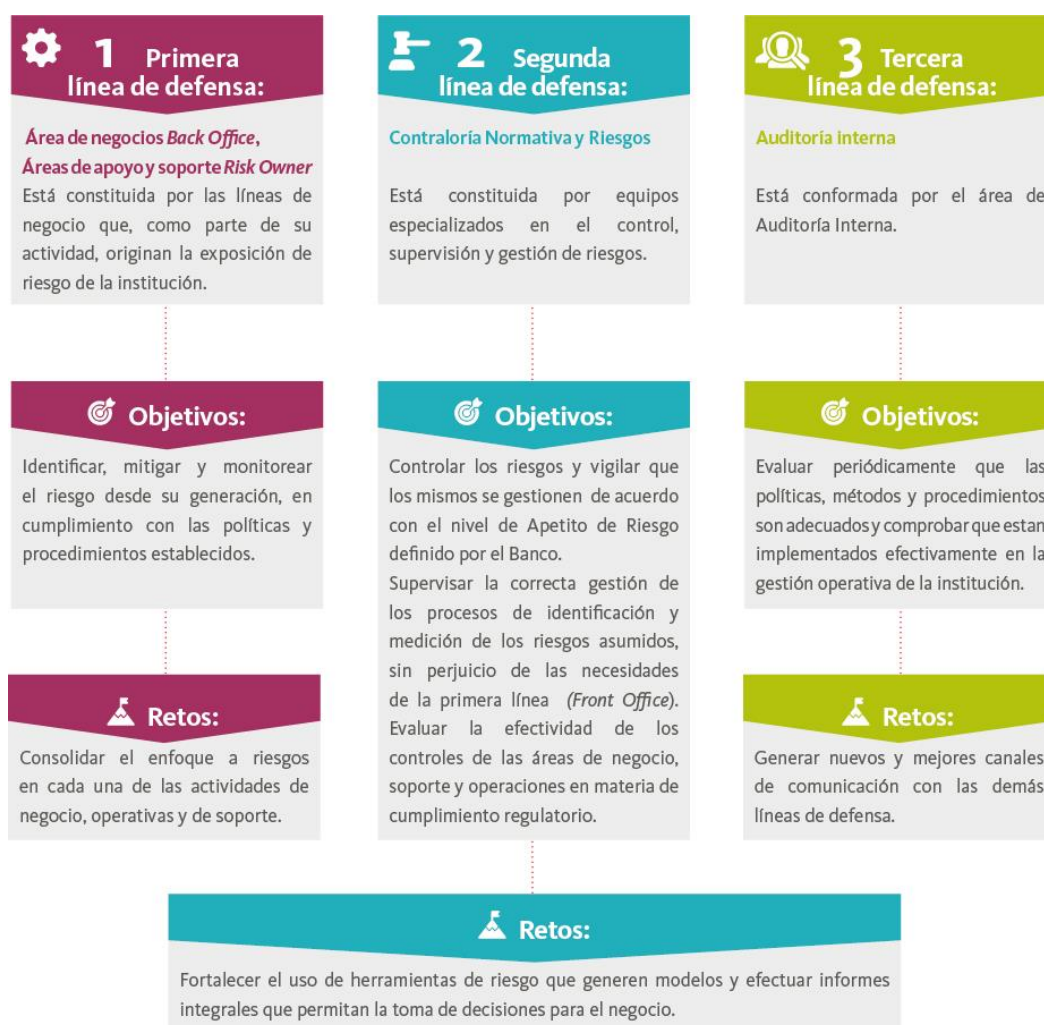 1 Primera
línea de defensa:
Área de negocios Back Office,
Áreas de apoyo y soporte Risk Owner
Está constituida por las líneas de
negocio que, como parte de su
actividad, originan la exposición de
riesgo de la institución.
Objetivos:
Identificar, mitigar y monitorear
el riesgo desde su generación, en
cumplimiento con las políticas y
procedimientos establecidos.
Retos:
Consolidar el enfoque a riesgos
en cada una de las actividades de
negocio, operativas y de soporte.
2 Segunda
línea de defensa:
Contraloría Normativa y Riesgos
Está constituida por equipos
especializados en el control,
supervisión y gestión de riesgos.
Objetivos:
Controlar los riesgos y vigilar que
los mismos se gestionen de acuerdo
con el nivel de Apetito de Riesgo
definido por el Banco.
Supervisar la correcta gestión de
los procesos de identificación y
medición de los riesgos asumidos,
sin perjuicio de las necesidades
de la primera línea (Front Office).
Evaluar la efectividad de los
controles de las áreas de negocio,
soporte y operaciones en materia de
cumplimiento regulatorio.
Retos:
Fortalecer el uso de herramientas de riesgo que generen modelos y efectuar informes
integrales que permitan la toma de decisiones para el negocio.
3 Tercera
línea de defensa:
Auditoría interna
Está conformada por el área de
Auditoría Interna.
Objetivos:
Evaluar periódicamente que las
políticas, métodos y procedimientos
son adecuados y comprobar que estan
implementados efectivamente en la
gestión operativa de la institución.
Retos:
Generar nuevos y mejores canales
de comunicación con las demás
líneas de defensa.